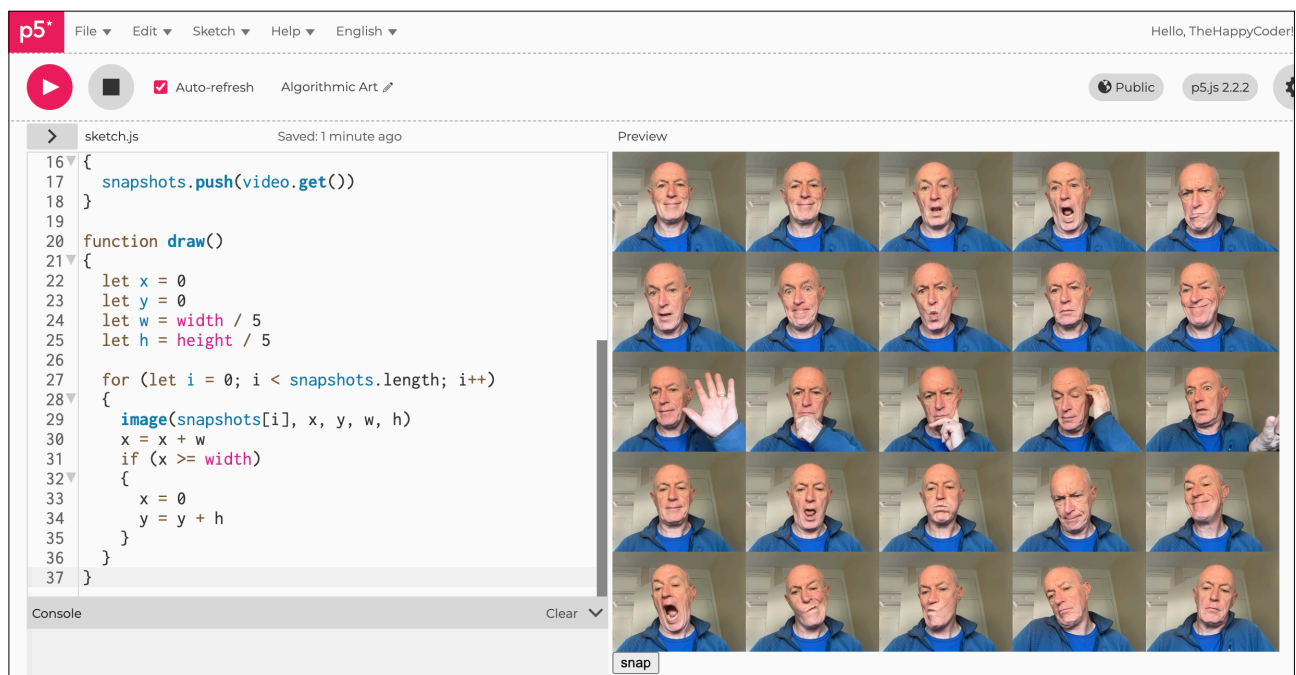 p5* File Edit Sketch Help English Hello, TheHappyCoder!
Auto-refresh Algorithmic Art Public p5.js 2.2.2
sketch.js Saved: 1 minute ago Preview
16 {
17 snapshots.push(video.get())
18 }
19
20 function draw()
21 {
22 let x = 0
23 let y = 0
24 let w = width / 5
25 let h = height / 5
26
27 for (let i = 0; i < snapshots.length; i++)
28 {
29 image(snapshots[i], x, y, w, h)
30 x = x + w
31 if (x >= width)
32 {
33 x = 0
34 y = y + h
35 }
36 }
37 }
Console Clear
snap